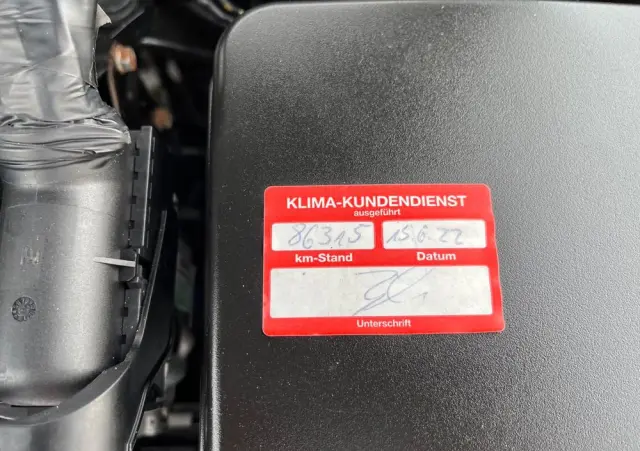 KLIMA-KUNDENDIENST
ausgeführt
86315 15.6.22
km-Stand Datum
Unterschrift